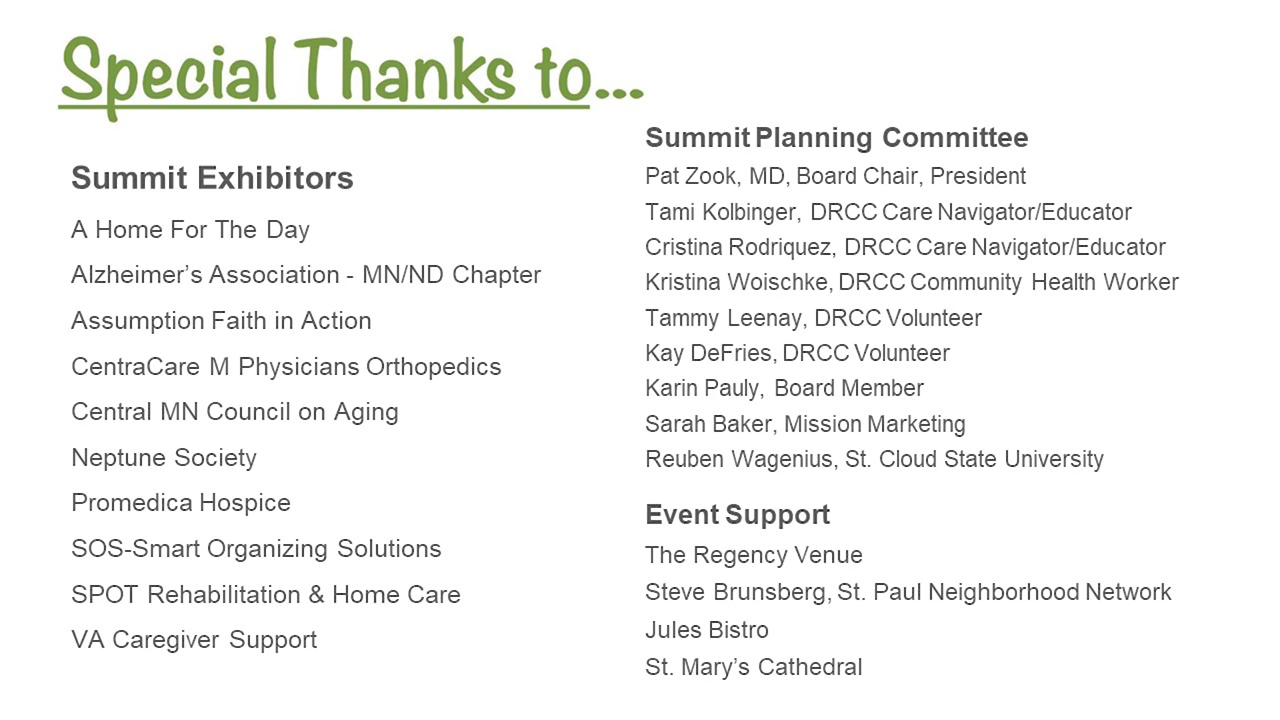 Special Thanks to...
Summit Exhibitors
A Home For The Day
Alzheimer’s Association - MN/ND Chapter
Assumption Faith in Action
CentraCare M Physicians Orthopedics
Central MN Council on Aging
Neptune Society
Promedica Hospice
SOS-Smart Organizing Solutions
SPOT Rehabilitation & Home Care
VA Caregiver Support
Summit Planning Committee
Pat Zook, MD, Board Chair, President
Tami Kolbinger, DRCC Care Navigator/Educator
Cristina Rodriquez, DRCC Care Navigator/Educator
Kristina Woischke, DRCC Community Health Worker
Tammy Leenay, DRCC Volunteer
Kay DeFries, DRCC Volunteer
Karin Pauly, Board Member
Sarah Baker, Mission Marketing
Reuben Wagenius, St. Cloud State University
Event Support
The Regency Venue
Steve Brunsberg, St. Paul Neighborhood Network
Jules Bistro
St. Mary’s Cathedral